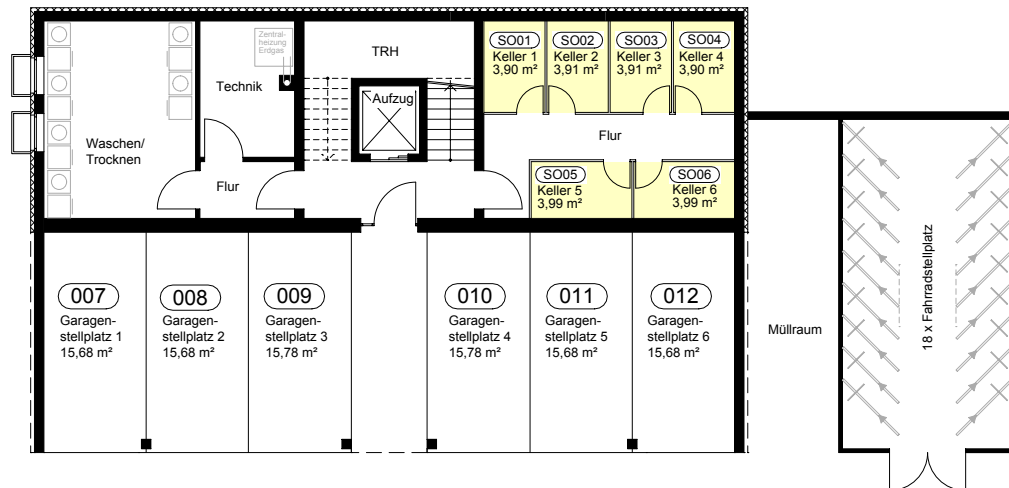 Zentral-
heizung
Erdgas
TRH
Technik
Aufzug
Waschen/
Trocknen
Flur
SO01
Keller 1
3,90 m²
SO02
Keller 2
3,91 m²
SO03
Keller 3
3,91 m²
SO04
Keller 4
3,90 m²
Flur
SO05
Keller 5
3,99 m²
SO06
Keller 6
3,99 m²
007
Garagen-
stellplatz 1
15,68 m²
008
Garagen-
stellplatz 2
15,68 m²
009
Garagen-
stellplatz 3
15,78 m²
010
Garagen-
stellplatz 4
15,78 m²
011
Garagen-
stellplatz 5
15,68 m²
012
Garagen-
stellplatz 6
15,68 m²
Müllraum
18 x Fahrradstellplatz